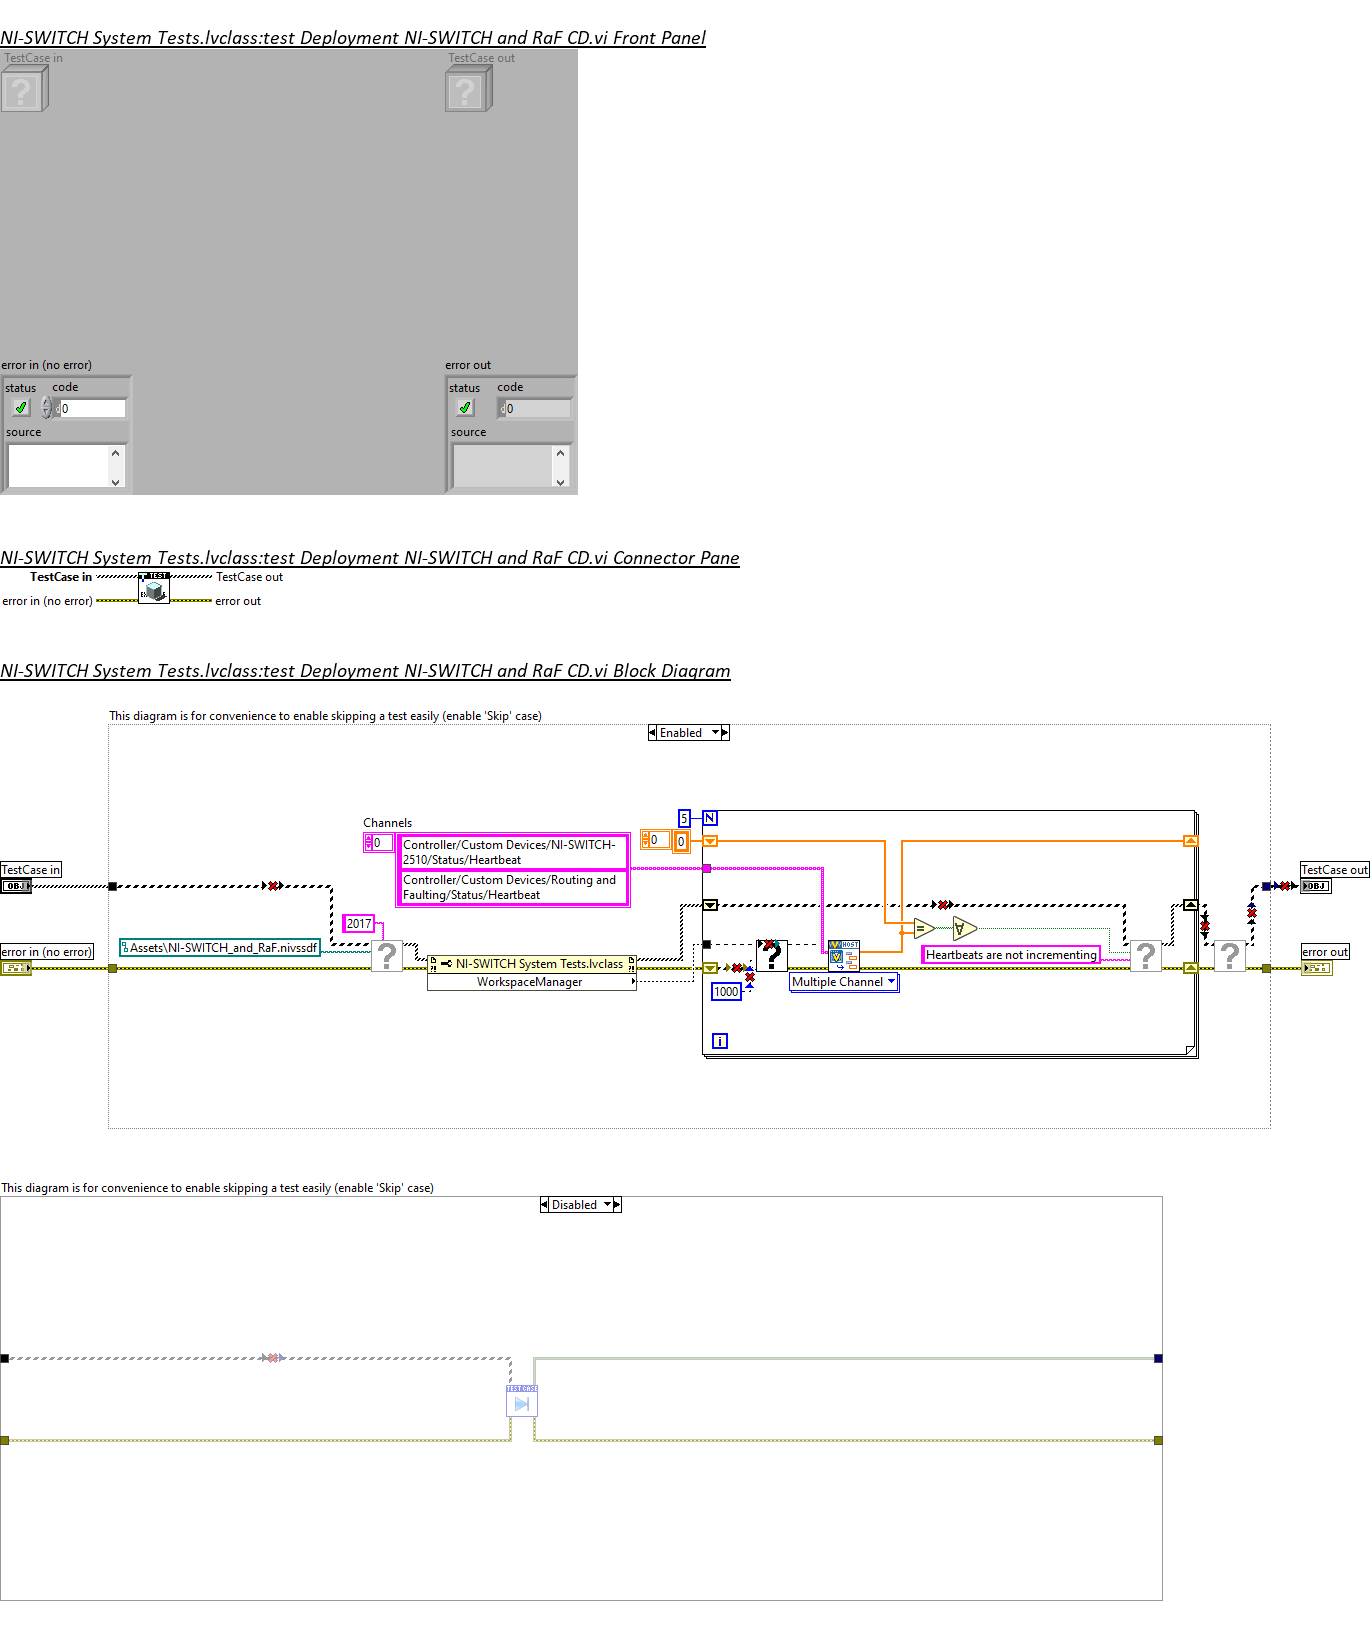 NI-SWITCH System Tests.lvclass:test Deployment NI-SWITCH and RaF CD.vi Front Panel
TestCase in
TestCase out
?
?
error in (no error)
error out
status
code
status
code
d0
d0
source
source
NI-SWITCH System Tests.lvclass:test Deployment NI-SWITCH and RaF CD.vi Connector Pane
TestCase in
TEST
TestCase out
error in (no error)
error out
NI-SWITCH System Tests.lvclass:test Deployment NI-SWITCH and RaF CD.vi Block Diagram
This diagram is for convenience to enable skipping a test easily (enable 'Skip' case)
Enabled
5
N
Channels
0
Controller/Custom Devices/NI-SWITCH-
2510/Status/Heartbeat
Controller/Custom Devices/Routing and
Faulting/Status/Heartbeat
0
0
TestCase in
OBJ
TestCase out
OBJ
2017
=
Assets\NI-SWITCH_and_RaF.nivssdf
?
?
HOST
V
Heartbeats are not incrementing
?
?
error in (no error)
error out
NI-SWITCH System Tests.lvclass
WorkspaceManager
1000
Multiple Channel
i
This diagram is for convenience to enable skipping a test easily (enable 'Skip' case)
Disabled
TEST CASE